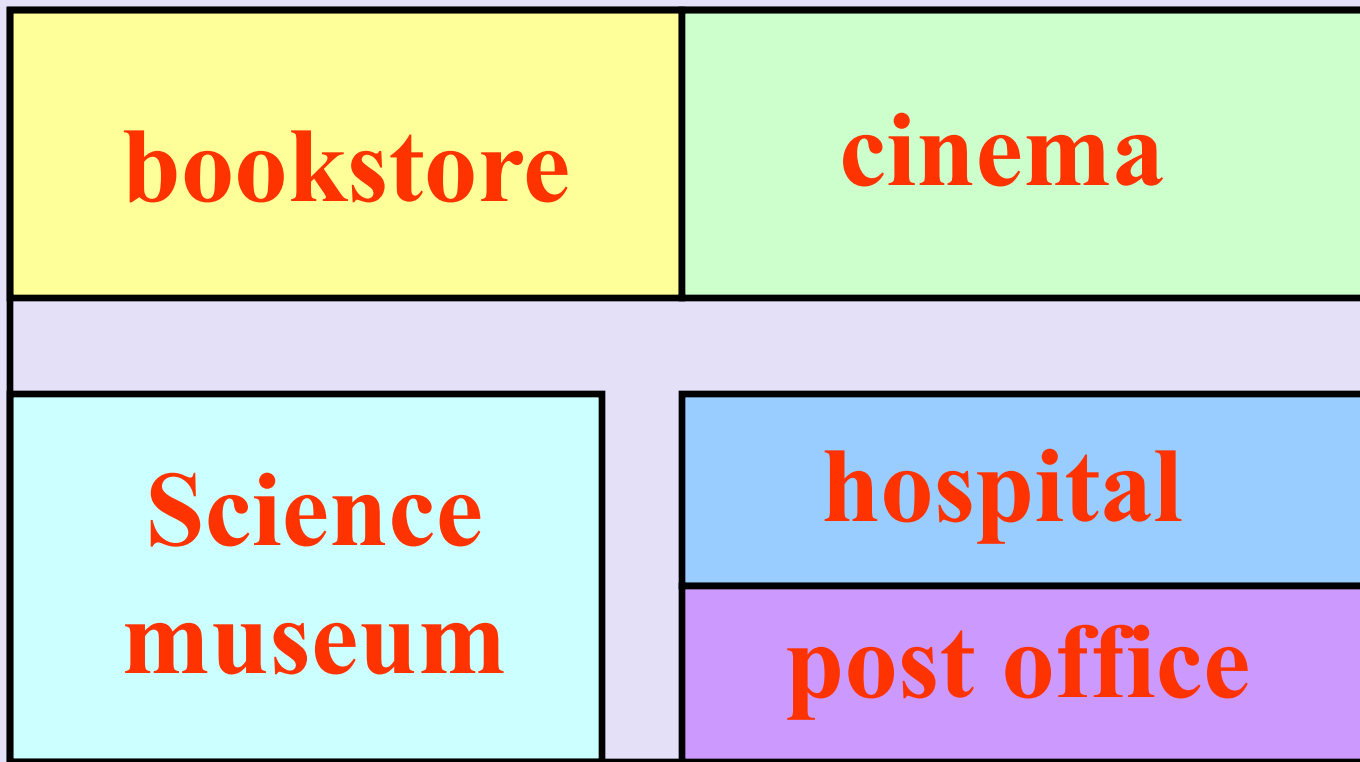 bookstore
cinema
Science
museum
hospital
post office